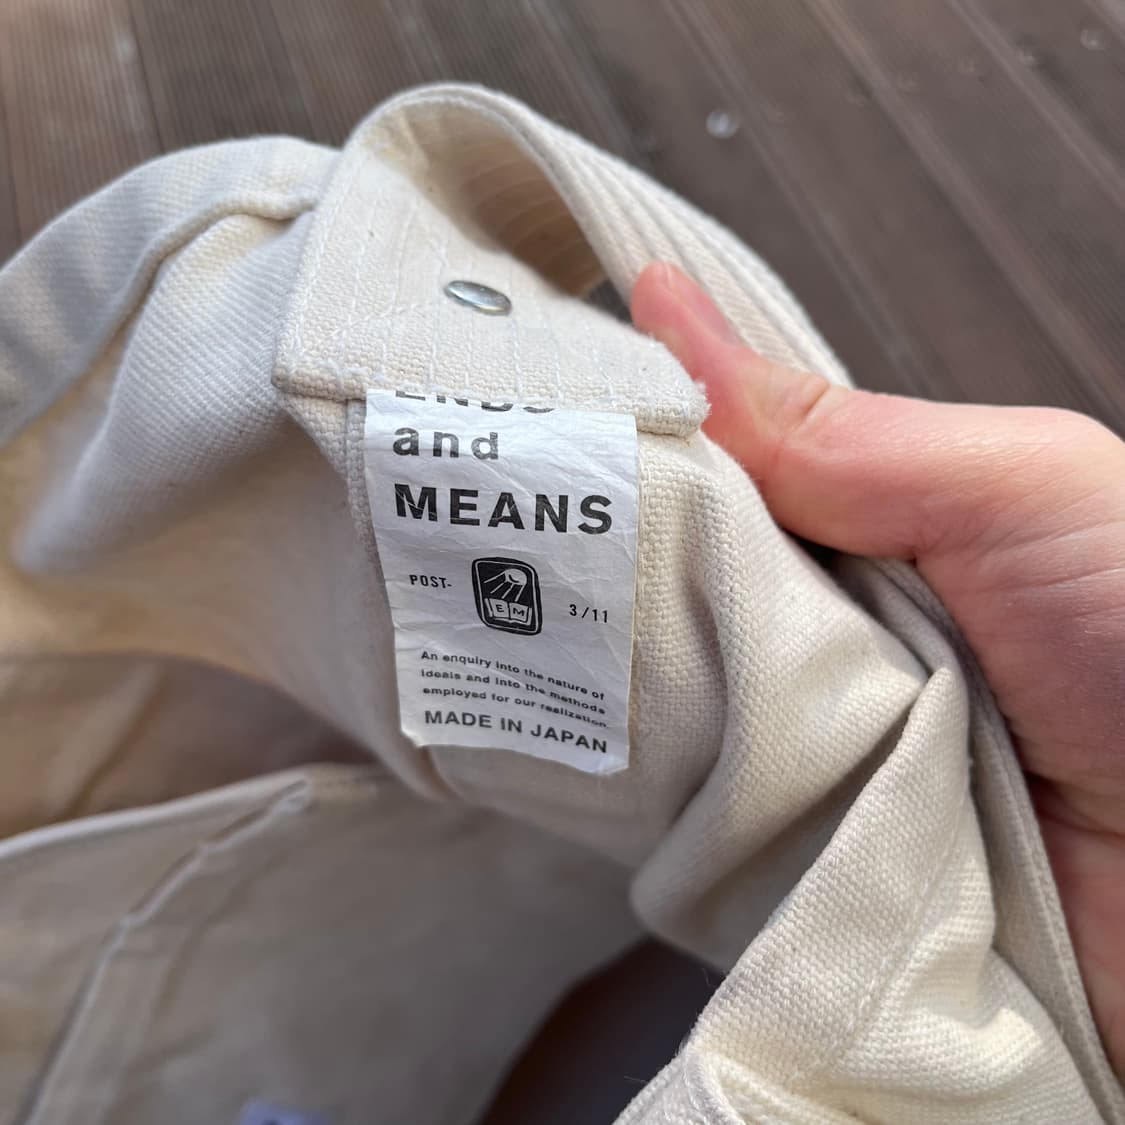 ENDS
and
MEANS
POST- E M 3/11
An enquiry into the nature of
ideals and into the methods
employed for our realization.
MADE IN JAPAN